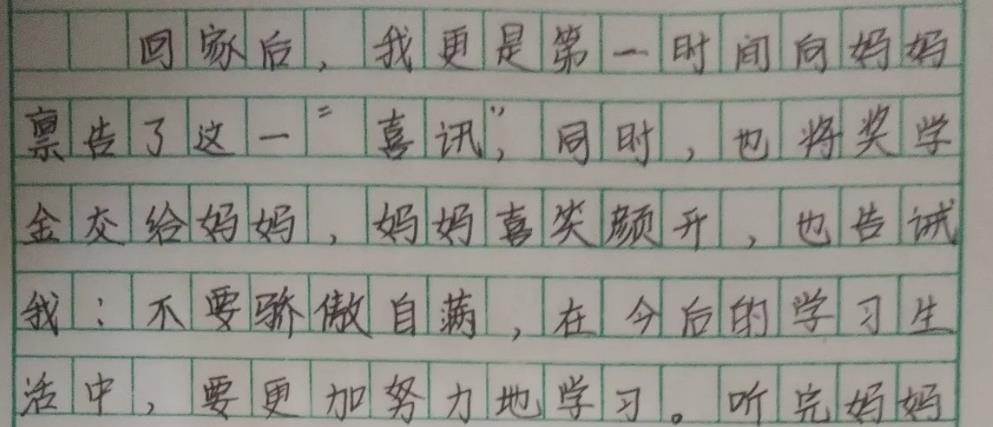 回家后，我更是第一时间向妈妈
禀告了这一“喜讯”，同时，也将奖学
金交给妈妈，妈妈喜笑颜开，也告诫
我：不要骄傲自满，在今后的学习生
活中，要更加努力地学习。听完妈妈